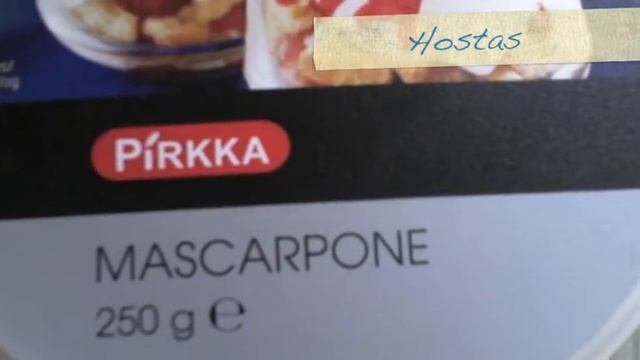 Hostas
PIRKKA
MASCARPONE
250 g ℮